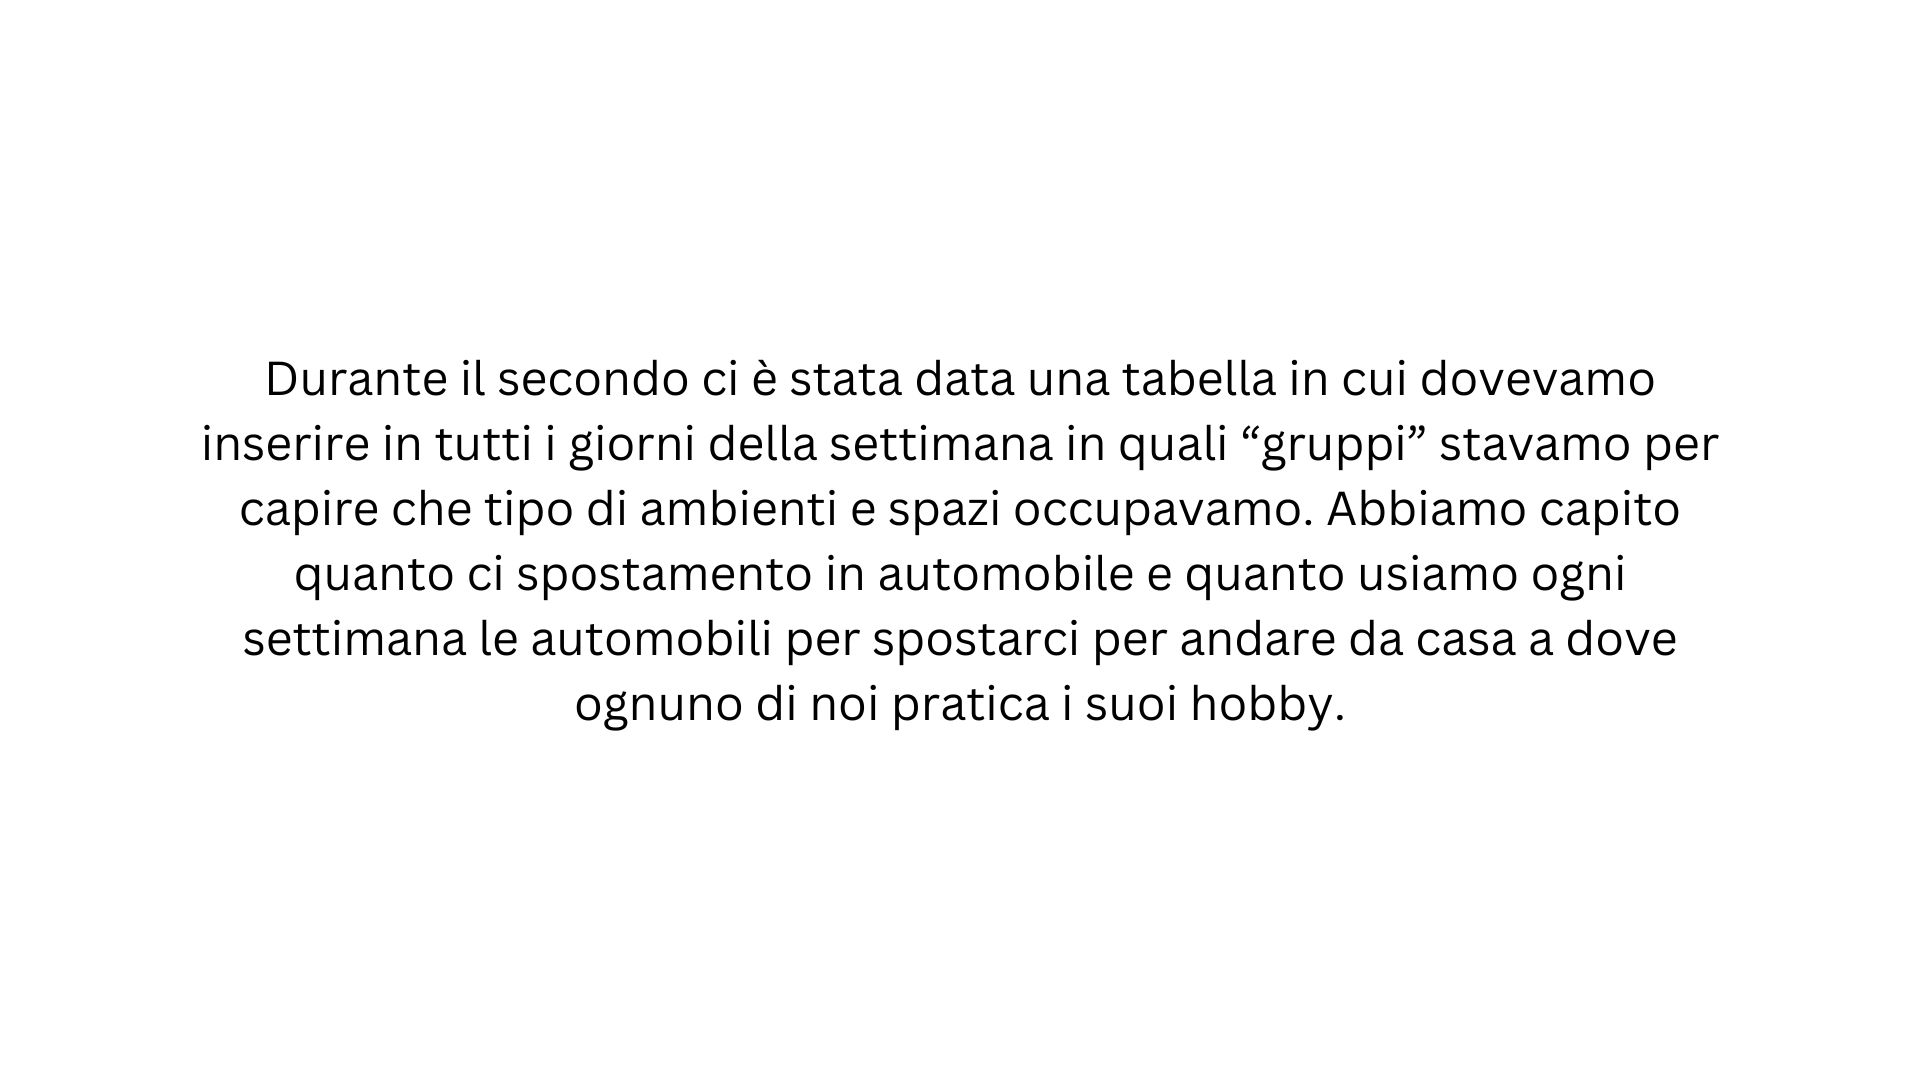 Durante il secondo ci è stata data una tabella in cui dovevamo
inserire in tutti i giorni della settimana in quali “gruppi” stavamo per
capire che tipo di ambienti e spazi occupavamo. Abbiamo capito
quanto ci spostamento in automobile e quanto usiamo ogni
settimana le automobili per spostarci per andare da casa a dove
ognuno di noi pratica i suoi hobby.